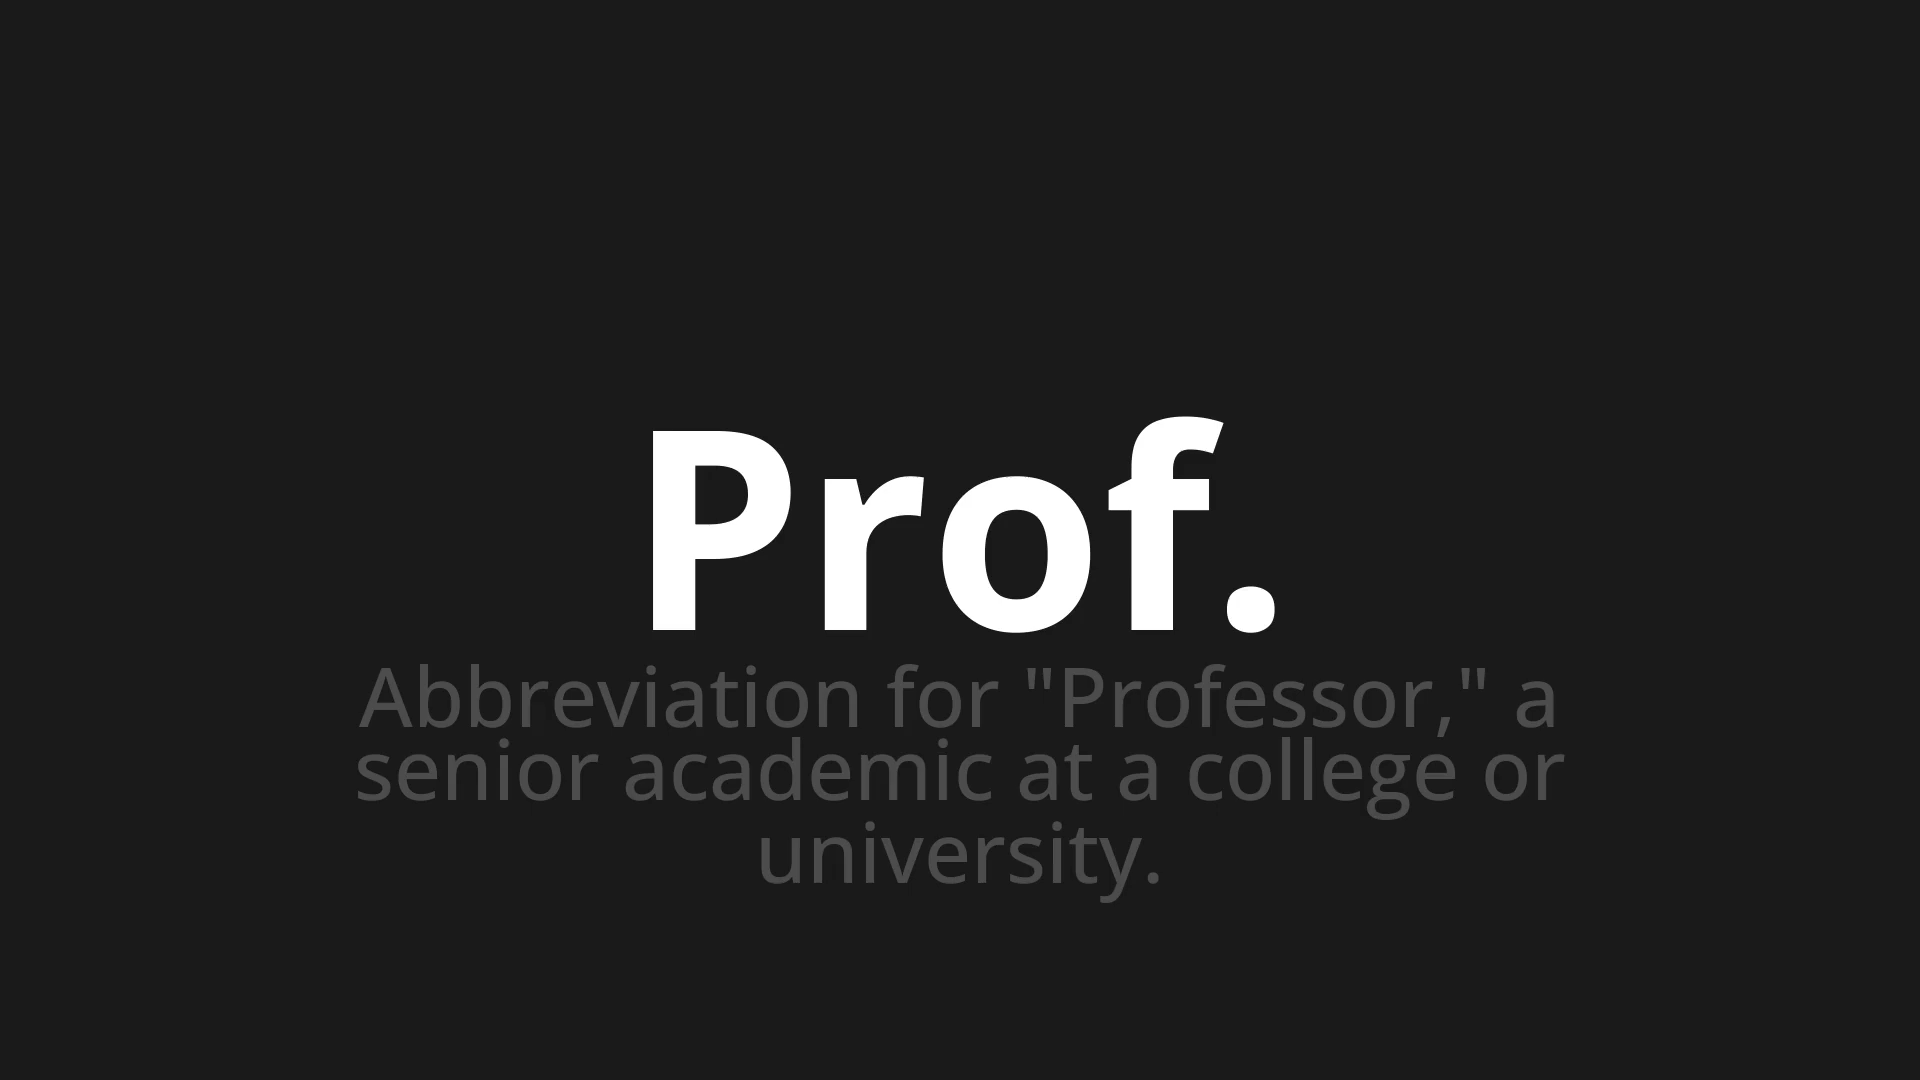 Prof.
Abbreviation for "Professor," a
senior academic at a college or
university.